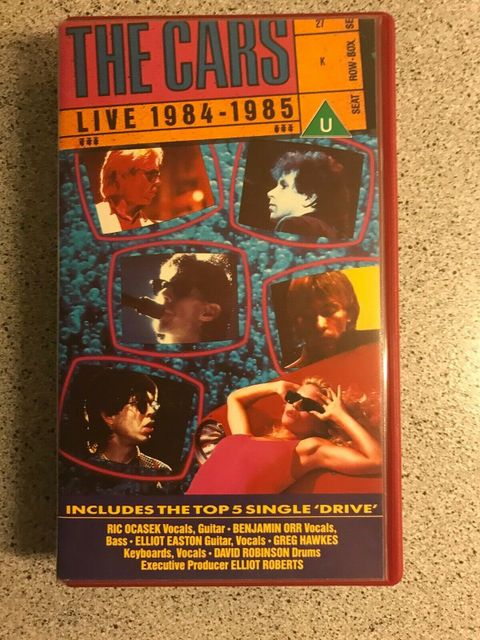 THE CARS
LIVE 1984-1985
27
K
SE
ROW-BOX
SEAT
U
INCLUDES THE TOP 5 SINGLE 'DRIVE'
RIC OCASEK Vocals, Guitar • BENJAMIN ORR Vocals,
Bass • ELLIOT EASTON Guitar, Vocals • GREG HAWKES
Keyboards, Vocals • DAVID ROBINSON Drums
Executive Producer ELLIOT ROBERTS